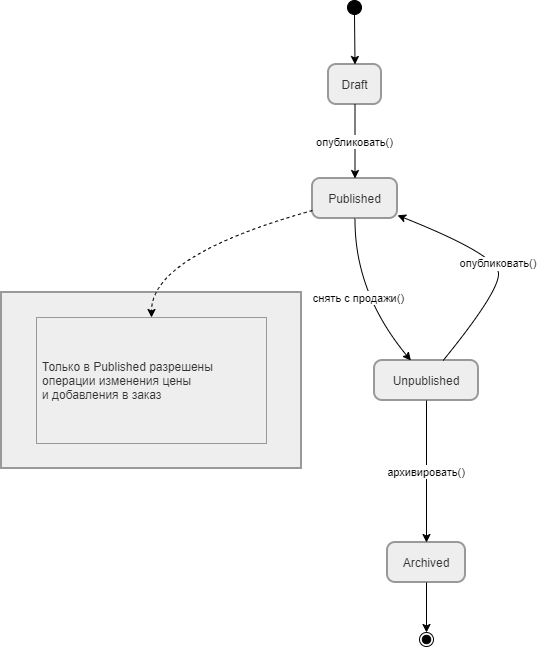 Draft
опубликовать()
Published
опубликовать()
снять с продажи()
Только в Published разрешены
операции изменения цены
и добавления в заказ
Unpublished
архивировать()
Archived